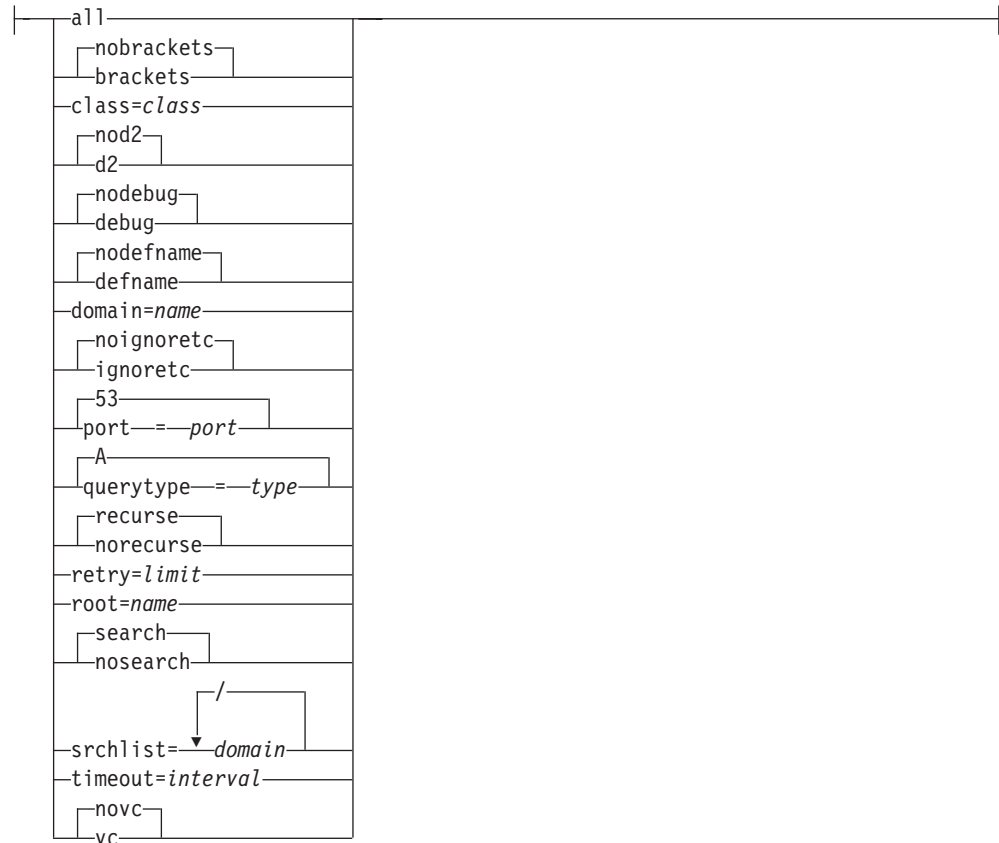 all
nobrackets
brackets
class=class
nod2
d2
nodebug
debug
nodefname
defname
domain=name
noignoretc
ignoretc
53
port = port
A
querytype = type
recurse
norecurse
retry=limit
root=name
search
nosearch
/
srchlist= domain
timeout=interval
novc
vc